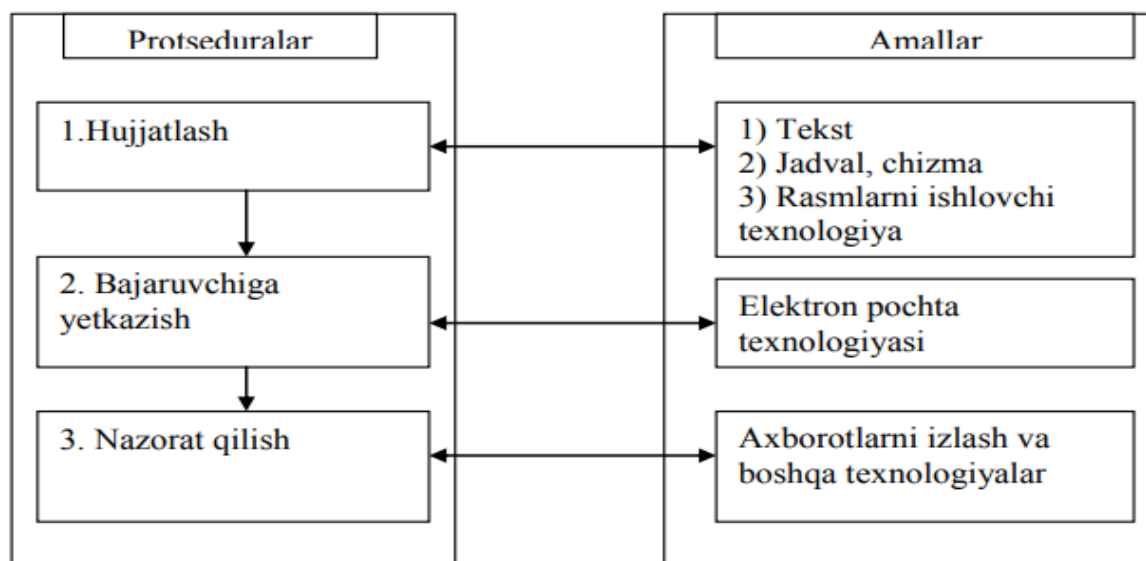 Protseduralar
1.Hujjatlash
2. Bajaruvchiga
yetkazish
3. Nazorat qilish
Amallar
1) Tekst
2) Jadval, chizma
3) Rasmlarni ishlovchi
texnologiya
Elektron pochta
texnologiyasi
Axborotlarni izlash va
boshqa texnologiyalar